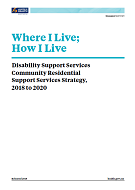 Where I Live;
How I Live
Disability Support Services
Community Residential
Support Services Strategy,
2018 to 2020